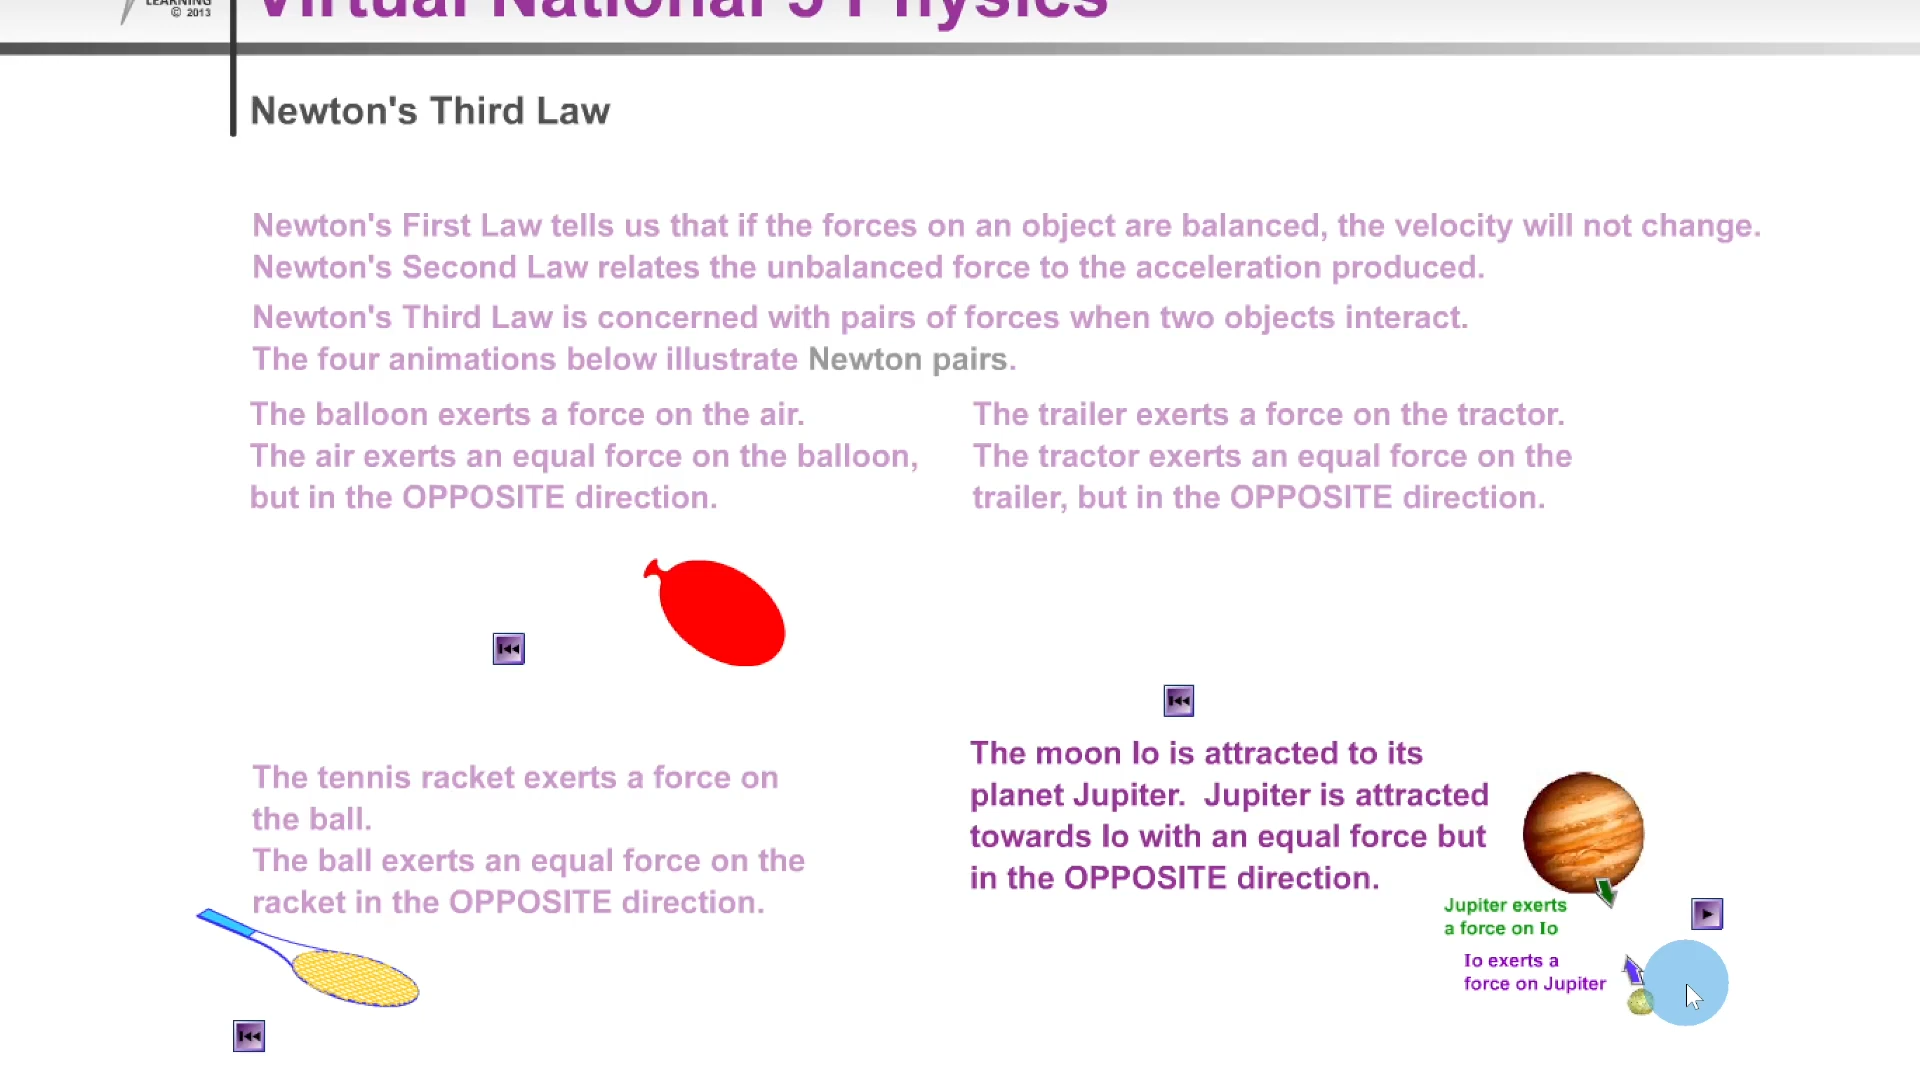 LEARNING
© 2013
Virtual National 5 Physics
Newton's Third Law
Newton's First Law tells us that if the forces on an object are balanced, the velocity will not change.
Newton's Second Law relates the unbalanced force to the acceleration produced.
Newton's Third Law is concerned with pairs of forces when two objects interact.
The four animations below illustrate Newton pairs.
The balloon exerts a force on the air.
The air exerts an equal force on the balloon,
but in the OPPOSITE direction.
The trailer exerts a force on the tractor.
The tractor exerts an equal force on the
trailer, but in the OPPOSITE direction.
The tennis racket exerts a force on
the ball.
The ball exerts an equal force on the
racket in the OPPOSITE direction.
The moon Io is attracted to its
planet Jupiter. Jupiter is attracted
towards Io with an equal force but
in the OPPOSITE direction.
Jupiter exerts
a force on Io
Io exerts a
force on Jupiter